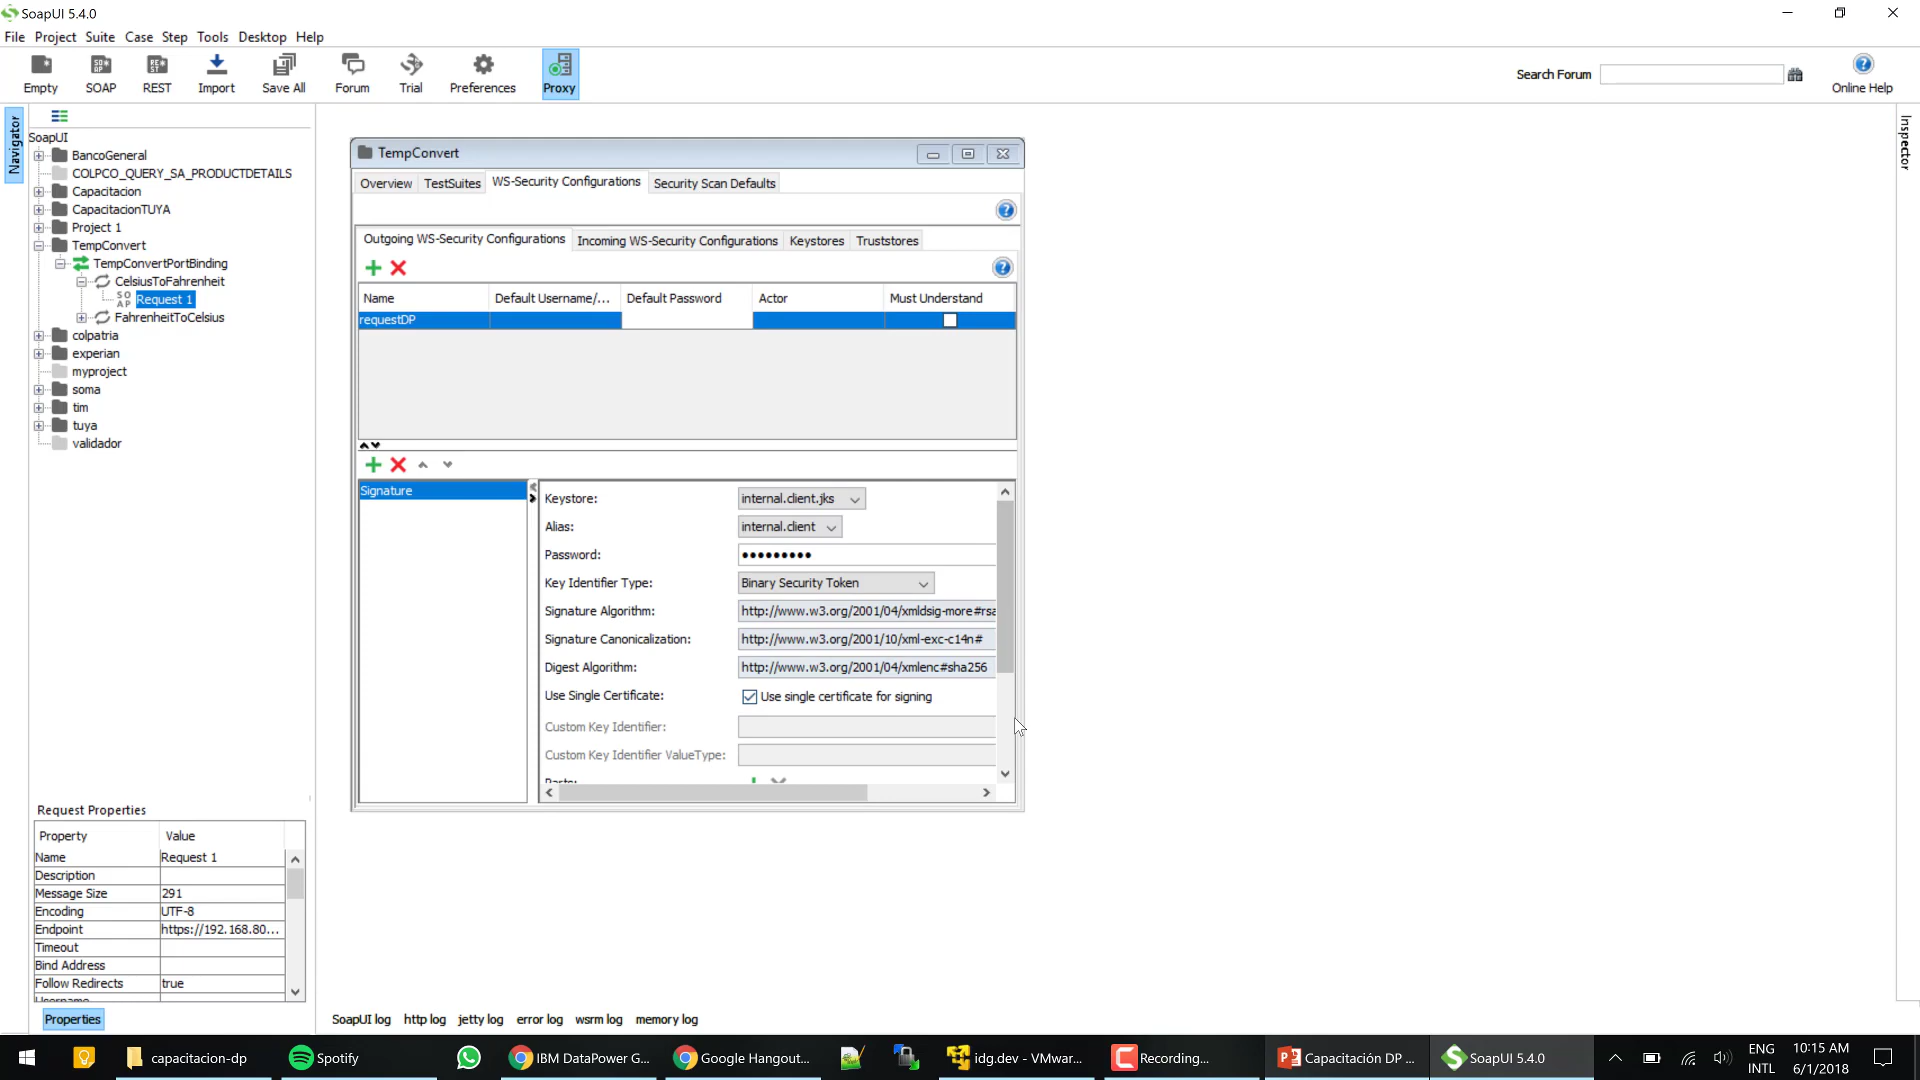 SoapUI 5.4.0
File Project Suite Case Step Tools Desktop Help
Empty SOAP REST Import Save All Forum Trial Preferences Proxy
Search Forum
Online Help
Navigator
Inspector
SoapUI
BancoGeneral
COLPCO_QUERY_SA_PRODUCTDETAILS
Capacitacion
CapacitacionTUYA
Project 1
TempConvert
TempConvertPortBinding
CelsiusToFahrenheit
SOAP Request 1
FahrenheitToCelsius
colpatria
experian
myproject
soma
tim
tuya
validador
TempConvert
Overview TestSuites WS-Security Configurations Security Scan Defaults
Outgoing WS-Security Configurations Incoming WS-Security Configurations Keystores Truststores
Name Default Username/... Default Password Actor Must Understand
requestDP
Signature
Keystore: internal.client.jks
Alias: internal.client
Password: •••••••••
Key Identifier Type: Binary Security Token
Signature Algorithm: http://www.w3.org/2001/04/xmldsig-more#rsa
Signature Canonicalization: http://www.w3.org/2001/10/xml-exc-c14n#
Digest Algorithm: http://www.w3.org/2001/04/xmlenc#sha256
Use Single Certificate: Use single certificate for signing
Custom Key Identifier:
Custom Key Identifier ValueType:
Parts:
Request Properties
Property Value
Name Request 1
Description
Message Size 291
Encoding UTF-8
Endpoint https://192.168.80...
Timeout
Bind Address
Follow Redirects true
Username
Properties
SoapUI log http log jetty log error log wsrm log memory log
capacitacion-dp
Spotify
IBM DataPower G...
Google Hangout...
idg.dev - VMwar...
Recording...
Capacitación DP ...
SoapUI 5.4.0
ENG
INTL
10:15 AM
6/1/2018